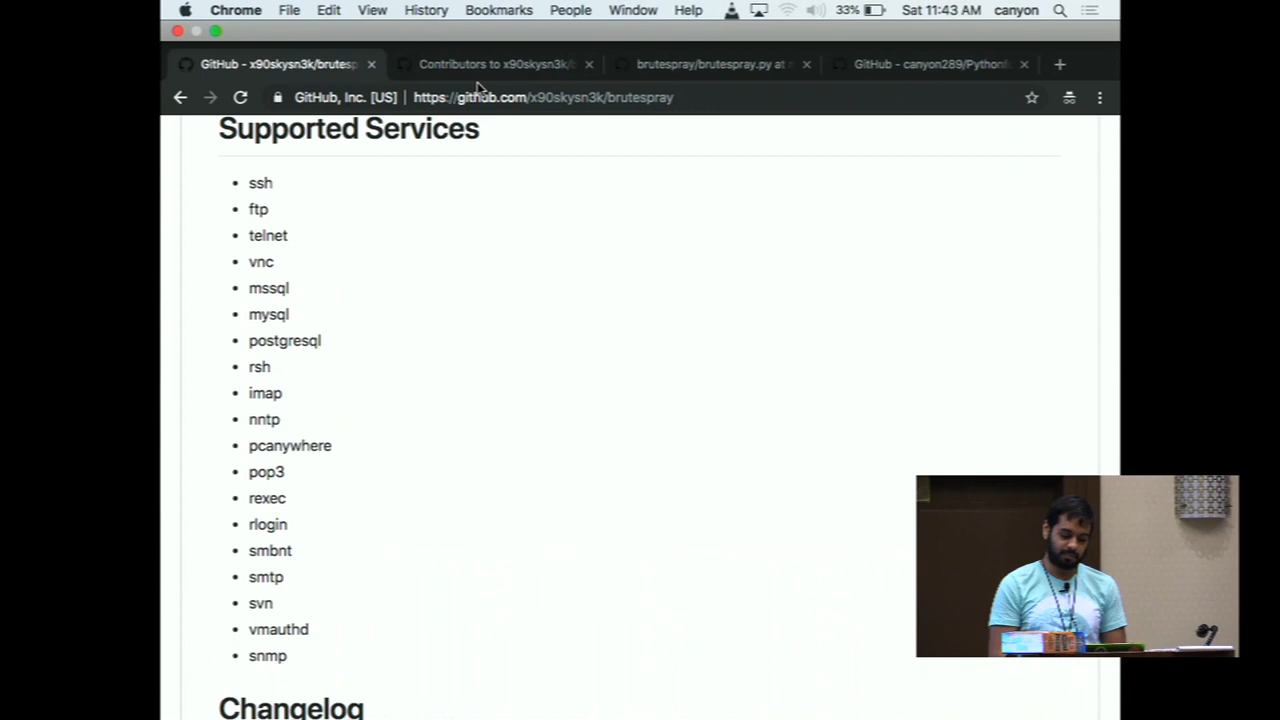 Chrome File Edit View History Bookmarks People Window Help 33% Sat 11:43 AM canyon
GitHub - x90skysn3k/brutesp Contributors to x90skysn3k/b brutespray/brutespray.py at GitHub - canyon289/Python
GitHub, Inc. [US] | https://github.com/x90skysn3k/brutespray
Supported Services
ssh
ftp
telnet
vnc
mssql
mysql
postgresql
rsh
imap
nntp
pcanywhere
pop3
rexec
rlogin
smbnt
smtp
svn
vmauthd
snmp
Changelog